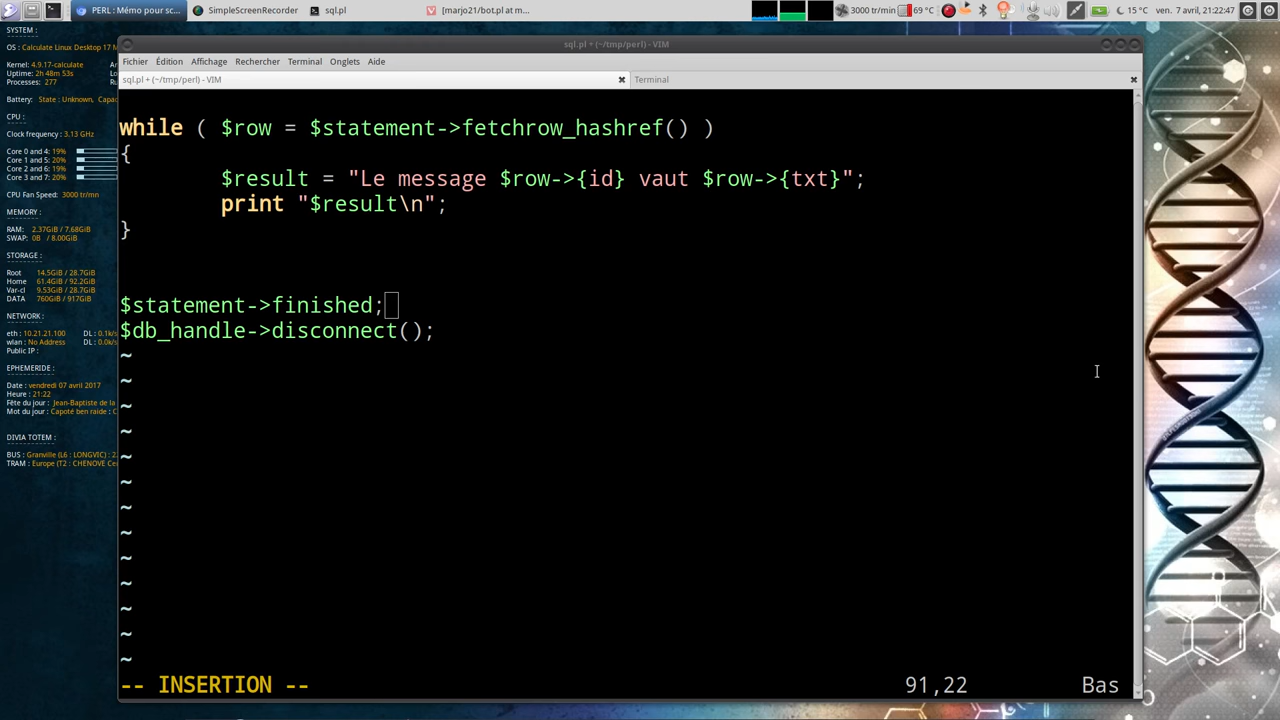 PERL : Mémo pour sc...
SimpleScreenRecorder
sql.pl
[marjo21/bot.pl at m...
3000 tr/min
69 °C
15 °C
ven. 7 avril, 21:22:47
SYSTEM :
OS : Calculate Linux Desktop 17 M
Kernel: 4.9.17-calculate
Uptime: 2h 48m 53s
Processes: 277
Battery: State : Unknown, Capac
CPU :
Clock frequency : 3.13 GHz
Core 0 and 4: 19%
Core 1 and 5: 20%
Core 2 and 6: 19%
Core 3 and 7: 20%
CPU Fan Speed: 3000 tr/mn
MEMORY :
RAM: 2.37GiB / 7.68GiB
SWAP: 0B / 8.00GiB
STORAGE :
Root 14.5GiB / 28.7GiB
Home 61.4GiB / 92.2GiB
Var-cl 9.53GiB / 28.7GiB
DATA 760GiB / 917GiB
NETWORK :
eth : 10.21.21.100 DL : 0.1k/s
wlan : No Address DL : 0.0k/s
Public IP :
EPHEMERIDE :
Date : vendredi 07 avril 2017
Heure : 21:22
Fête du jour : Jean-Baptiste de la
Mot du jour : Capoté ben raide : C
DIVIA TOTEM :
BUS : Granville (L6 : LONGVIC) : 2
TRAM : Europe (T2 : CHENOVE Ce
sql.pl + (~/tmp/perl) - VIM
Fichier Édition Affichage Rechercher Terminal Onglets Aide
sql.pl + (~/tmp/perl) - VIM
Terminal
while ( $row = $statement->fetchrow_hashref() )
{
$result = "Le message $row->{id} vaut $row->{txt}";
print "$result\n";
}
$statement->finished;
$db_handle->disconnect();
~
~
~
~
~
~
~
~
~
~
~
~
~
-- INSERTION -- 91,22 Bas